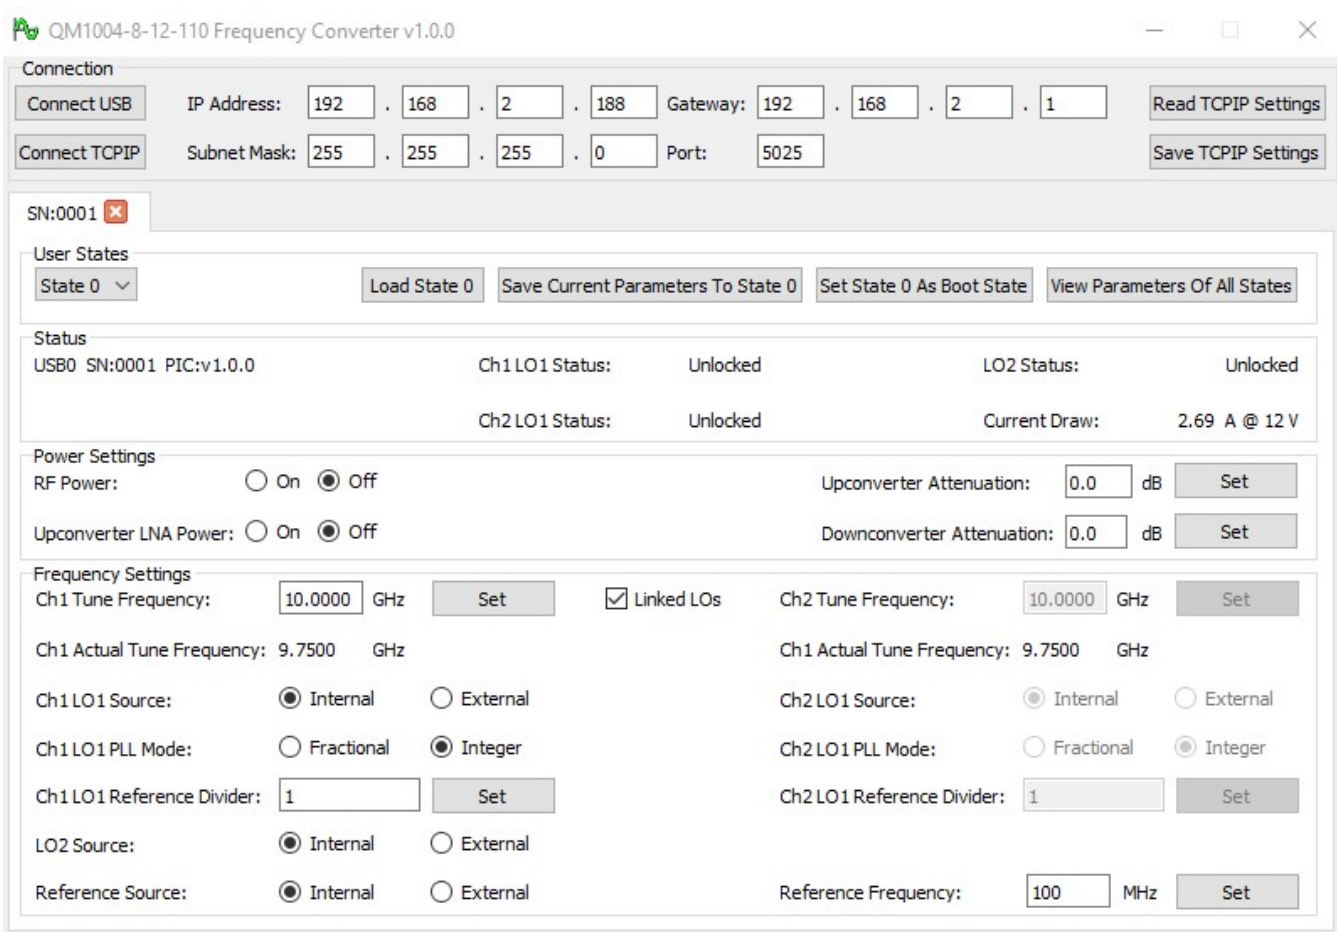 QM1004-8-12-110 Frequency Converter v1.0.0
Connection
Connect USB IP Address: 192 . 168 . 2 . 188 Gateway: 192 . 168 . 2 . 1 Read TCPIP Settings
Connect TCPIP Subnet Mask: 255 . 255 . 255 . 0 Port: 5025 Save TCPIP Settings
SN:0001
User States
State 0 Load State 0 Save Current Parameters To State 0 Set State 0 As Boot State View Parameters Of All States
Status
USB0 SN:0001 PIC:v1.0.0 Ch1 LO1 Status: Unlocked LO2 Status: Unlocked
Ch2 LO1 Status: Unlocked Current Draw: 2.69 A @ 12 V
Power Settings
RF Power: On Off Upconverter Attenuation: 0.0 dB Set
Upconverter LNA Power: On Off Downconverter Attenuation: 0.0 dB Set
Frequency Settings
Ch1 Tune Frequency: 10.0000 GHz Set Linked LOs Ch2 Tune Frequency: 10.0000 GHz Set
Ch1 Actual Tune Frequency: 9.7500 GHz Ch1 Actual Tune Frequency: 9.7500 GHz
Ch1 LO1 Source: Internal External Ch2 LO1 Source: Internal External
Ch1 LO1 PLL Mode: Fractional Integer Ch2 LO1 PLL Mode: Fractional Integer
Ch1 LO1 Reference Divider: 1 Set Ch2 LO1 Reference Divider: 1 Set
LO2 Source: Internal External
Reference Source: Internal External Reference Frequency: 100 MHz Set